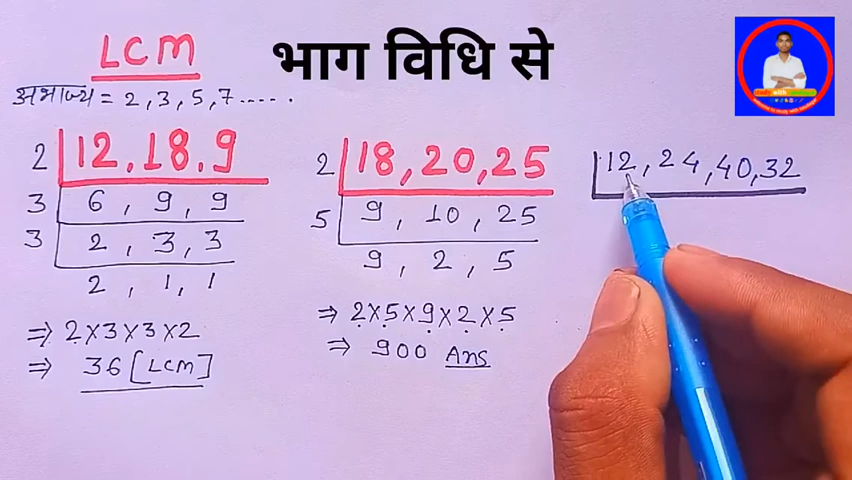 LCM
भाग विधि से
अभाज्य = 2, 3, 5, 7 .....
2 | 12, 18, 9
3 | 6, 9, 9
3 | 2, 3, 3
2, 1, 1
⇒ 2×3×3×2
⇒ 36 [LCM]
2 | 18, 20, 25
5 | 9, 10, 25
9, 2, 5
⇒ 2×5×9×2×5
⇒ 900 Ans
12, 24, 40, 32